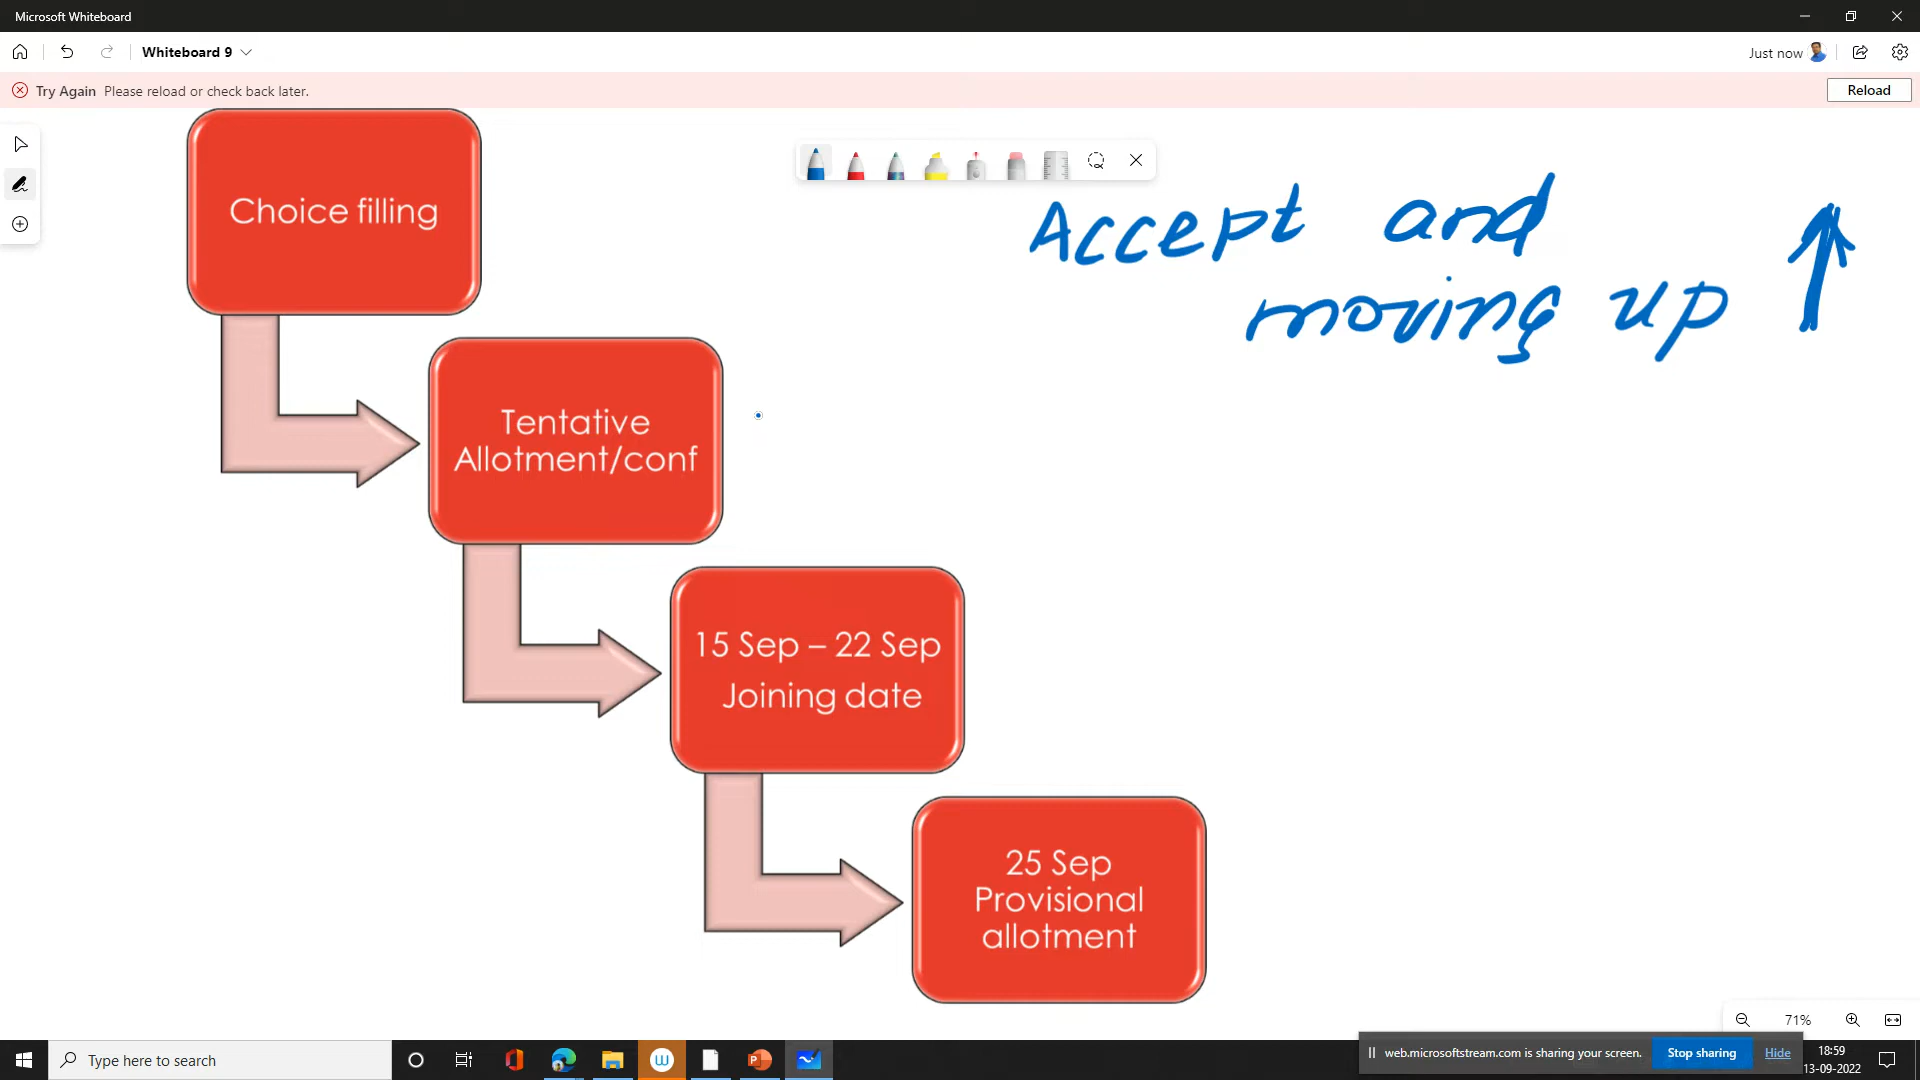 Microsoft Whiteboard
Whiteboard 9
Just now
Try Again Please reload or check back later.
Reload
Choice filling
Accept and
moving up
Tentative
Allotment/conf
15 Sep – 22 Sep
Joining date
25 Sep
Provisional
allotment
71%
Type here to search
web.microsoftstream.com is sharing your screen.
Stop sharing
Hide
18:59
13-09-2022